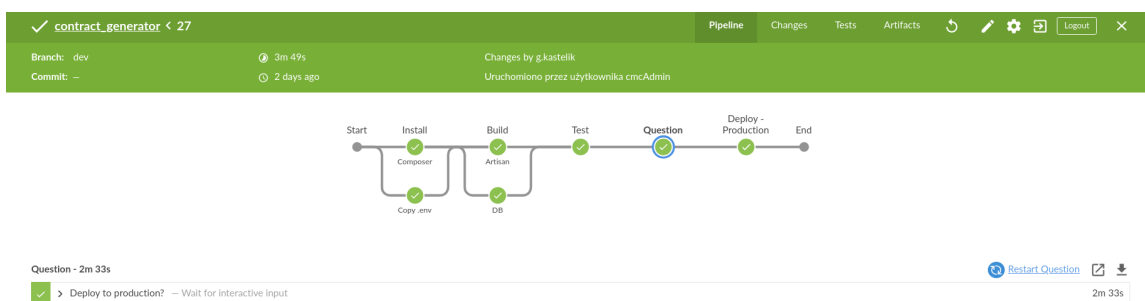 contract_generator < 27
Pipeline Changes Tests Artifacts Logout
Branch: dev 3m 49s Changes by g.kastelik
Commit: – 2 days ago Uruchomiono przez użytkownika cmcAdmin
Start Install Build Test Question Deploy - Production End
Composer Artisan
Copy .env DB
Question - 2m 33s Restart Question
Deploy to production? – Wait for interactive input 2m 33s